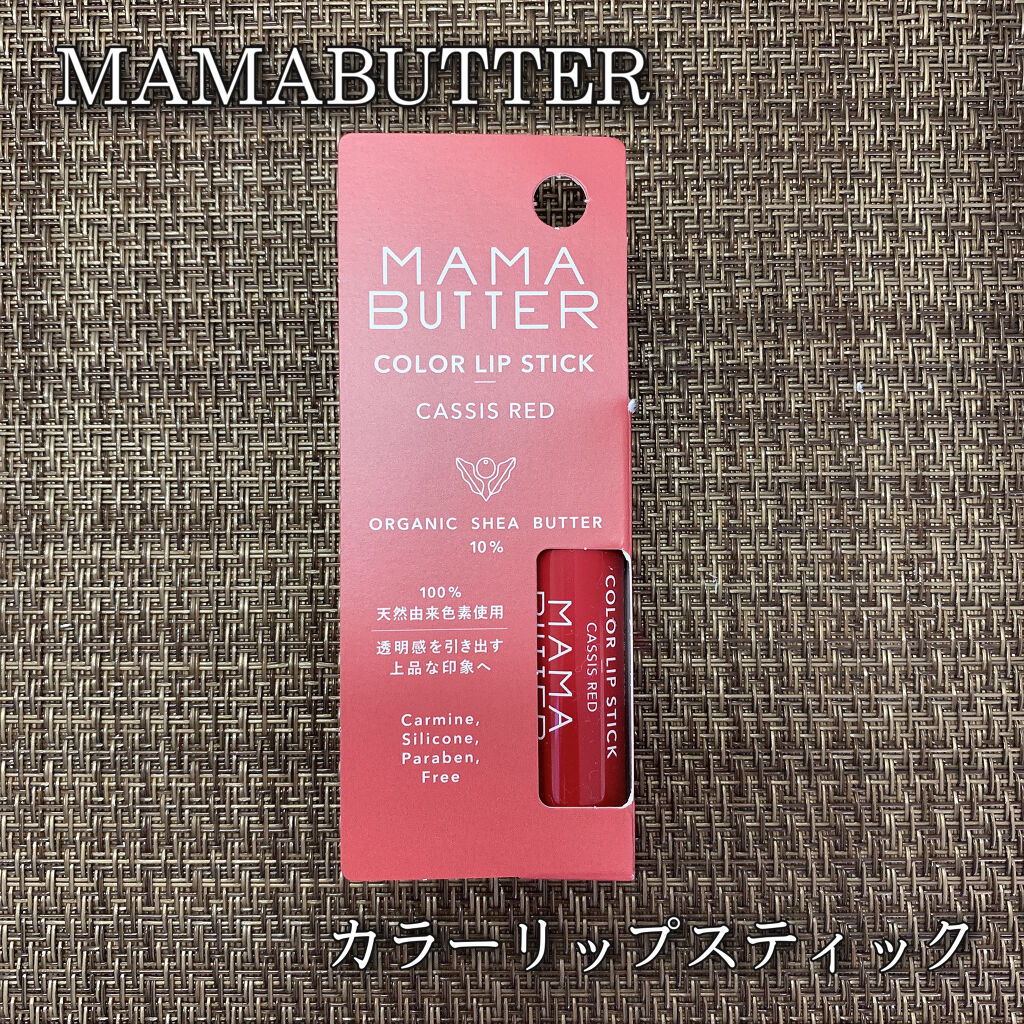 MAMABUTTER
MAMA
BUTTER
COLOR LIP STICK
CASSIS RED
ORGANIC SHEA BUTTER
10%
100%
天然由来色素使用
透明感を引き出す
上品な印象へ
Carmine,
Silicone,
Paraben,
Free
COLOR LIP STICK
CASSIS RED
MAMA
BUTTER
カラーリップスティック